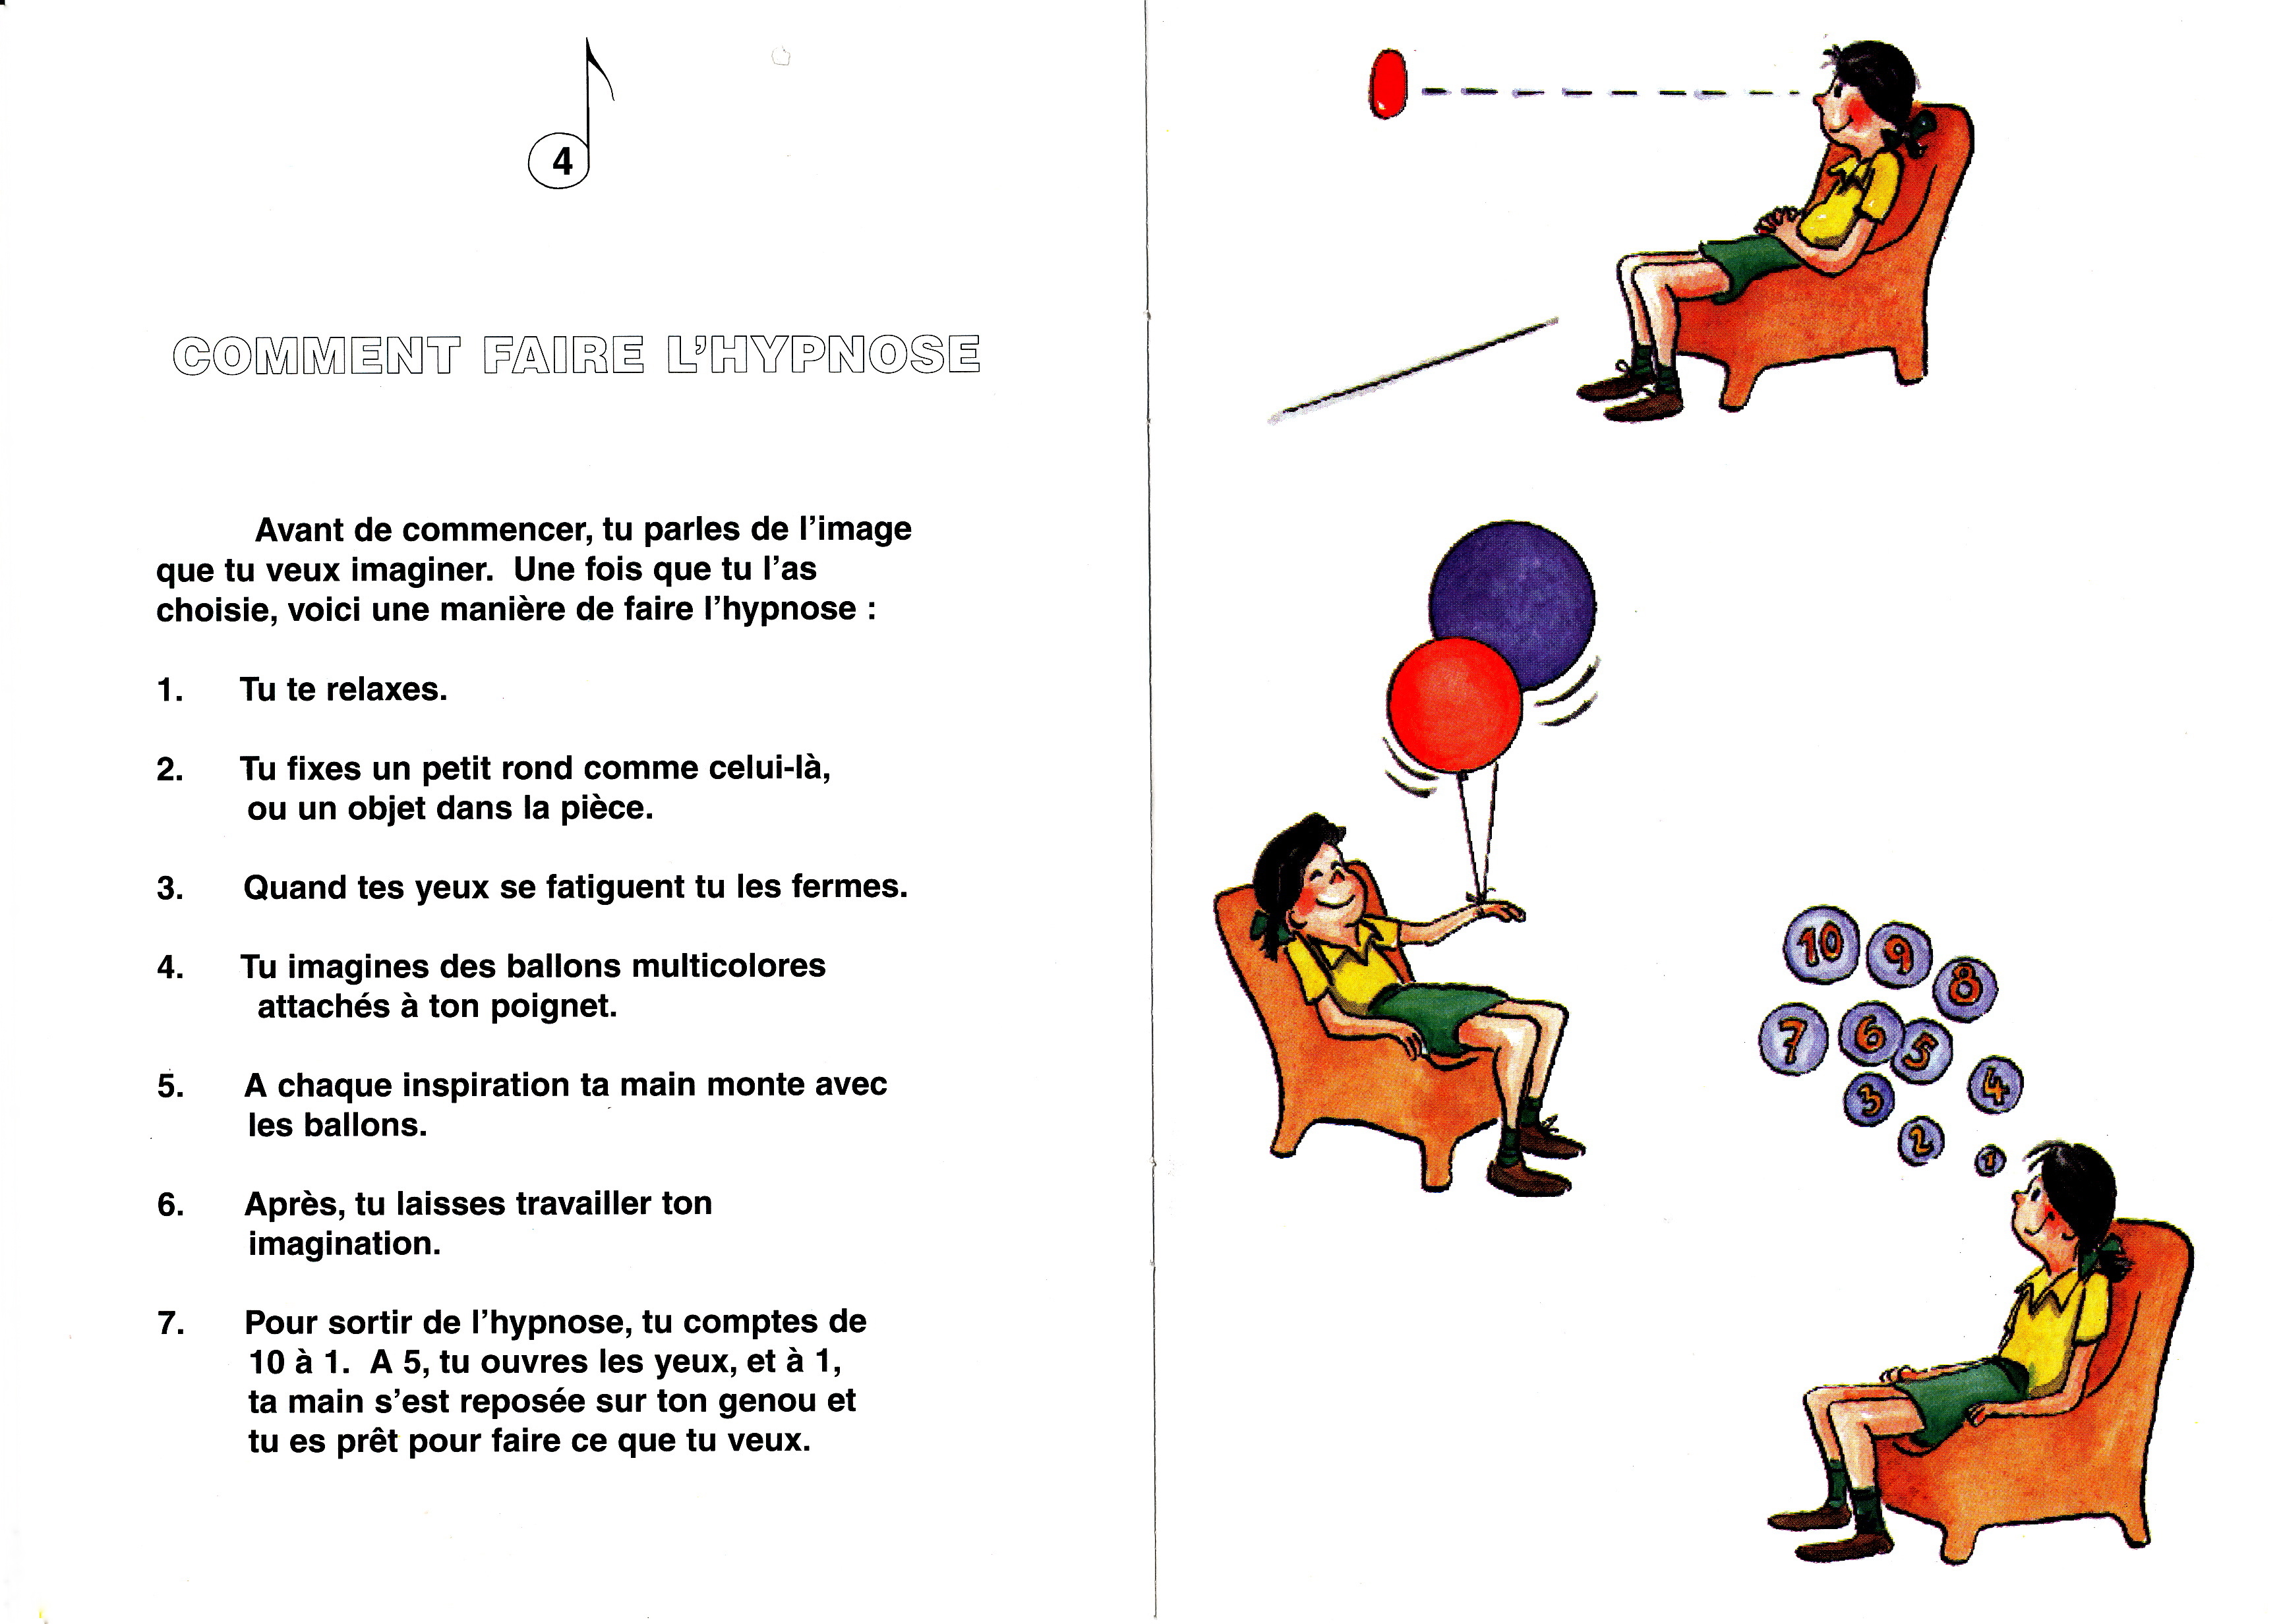 4
COMMENT FAIRE L'HYPNOSE
Avant de commencer, tu parles de l'image
que tu veux imaginer. Une fois que tu l'as
choisie, voici une manière de faire l'hypnose :
1. Tu te relaxes.
2. Tu fixes un petit rond comme celui-là,
ou un objet dans la pièce.
3. Quand tes yeux se fatiguent tu les fermes.
4. Tu imagines des ballons multicolores
attachés à ton poignet.
5. A chaque inspiration ta main monte avec
les ballons.
6. Après, tu laisses travailler ton
imagination.
7. Pour sortir de l'hypnose, tu comptes de
10 à 1. A 5, tu ouvres les yeux, et à 1,
ta main s'est reposée sur ton genou et
tu es prêt pour faire ce que tu veux.
10 9 8
7 6 5 4
3
2 1